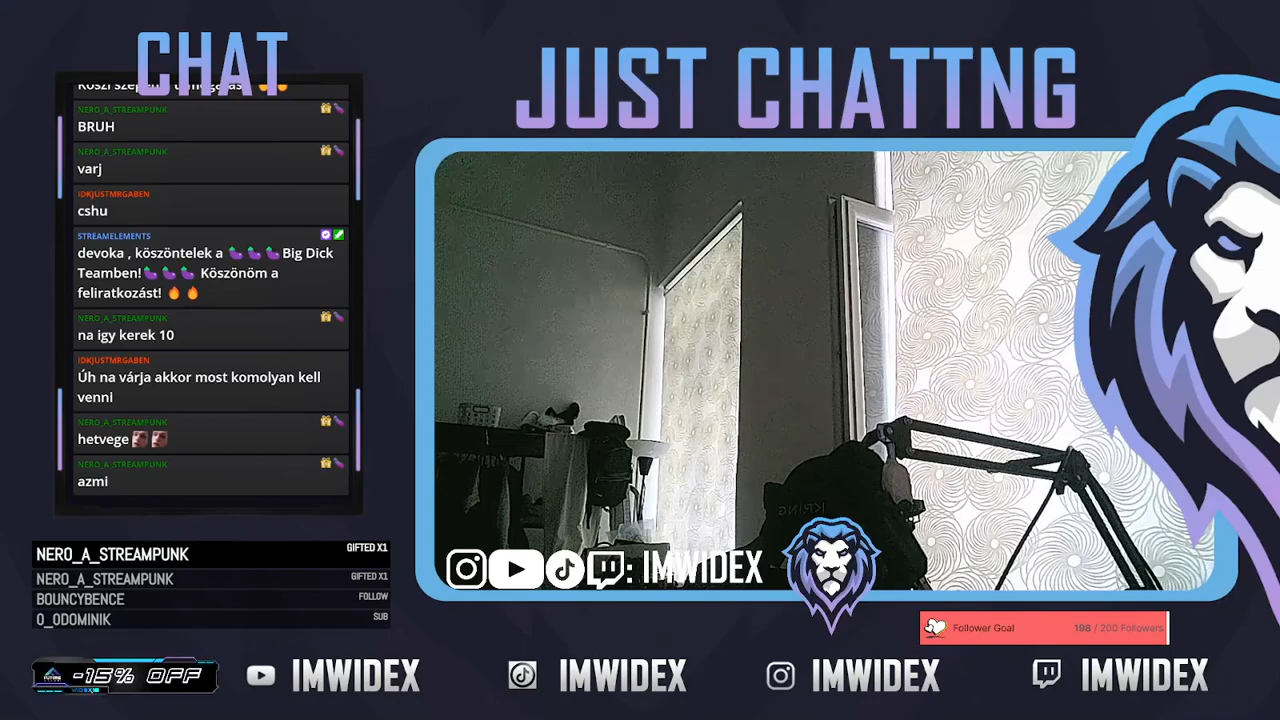 CHAT
JUST CHATTNG
NERO_A_STREAMPUNK
BRUH
NERO_A_STREAMPUNK
varj
IDKJUSTMRGABEN
cshu
STREAMELEMENTS
devoka , köszöntelek a 🍆🍆🍆Big Dick
Teamben!🍆🍆🍆 Köszönöm a
feliratkozást! 🔥🔥
NERO_A_STREAMPUNK
na igy kerek 10
IDKJUSTMRGABEN
Úh na várja akkor most komolyan kell
venni
NERO_A_STREAMPUNK
hetvege
NERO_A_STREAMPUNK
azmi
NERO_A_STREAMPUNK GIFTED X1
NERO_A_STREAMPUNK GIFTED X1
BOUNCYBENCE FOLLOW
O_ODOMINIK SUB
: IMWIDEX
Follower Goal 198 / 200 Followers
-15% OFF
IMWIDEX
IMWIDEX
IMWIDEX
IMWIDEX